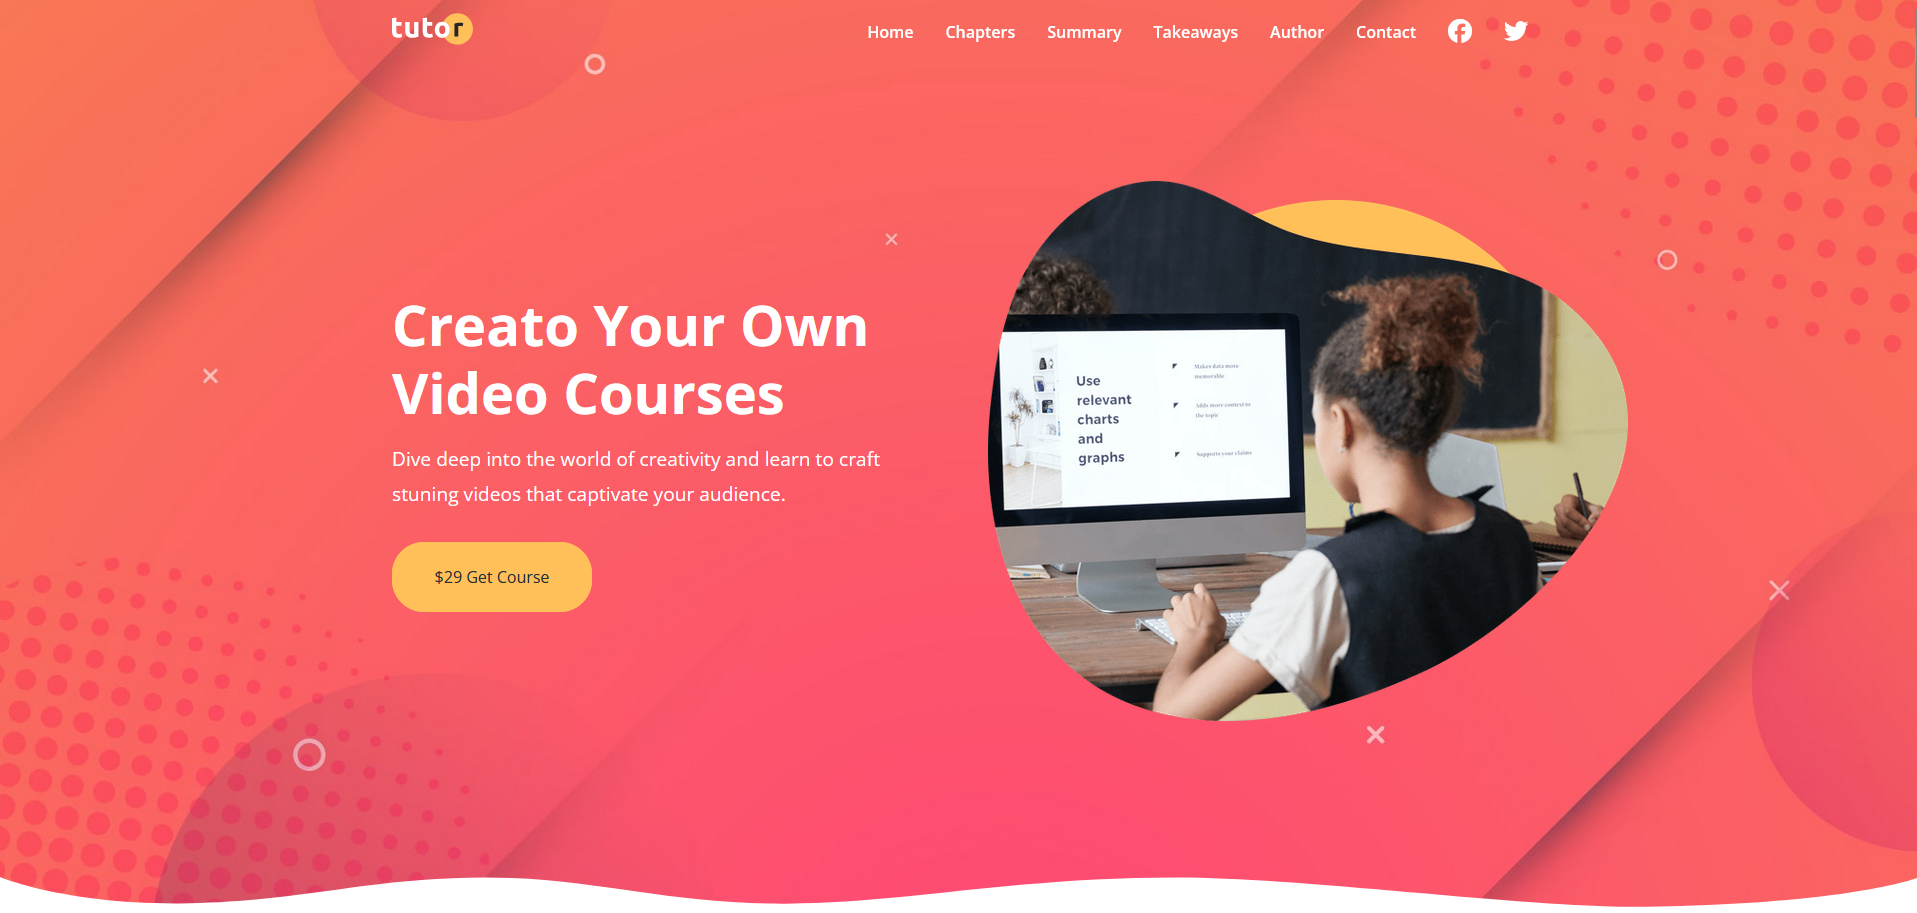 tutor
Home Chapters Summary Takeaways Author Contact
Creato Your Own
Video Courses
Dive deep into the world of creativity and learn to craft
stuning videos that captivate your audience.
$29 Get Course
Use
relevant
charts
and
graphs
Makes data more
memorable
Adds more context to
the topic
Supports your claims